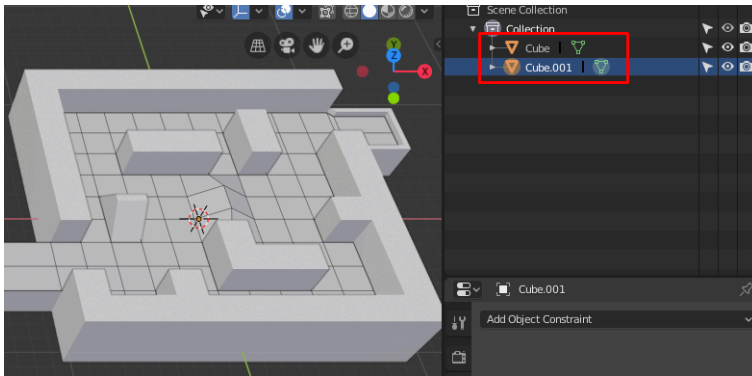 Scene Collection
Collection
Cube
Cube.001
Y
Z
X
Cube.001
Add Object Constraint